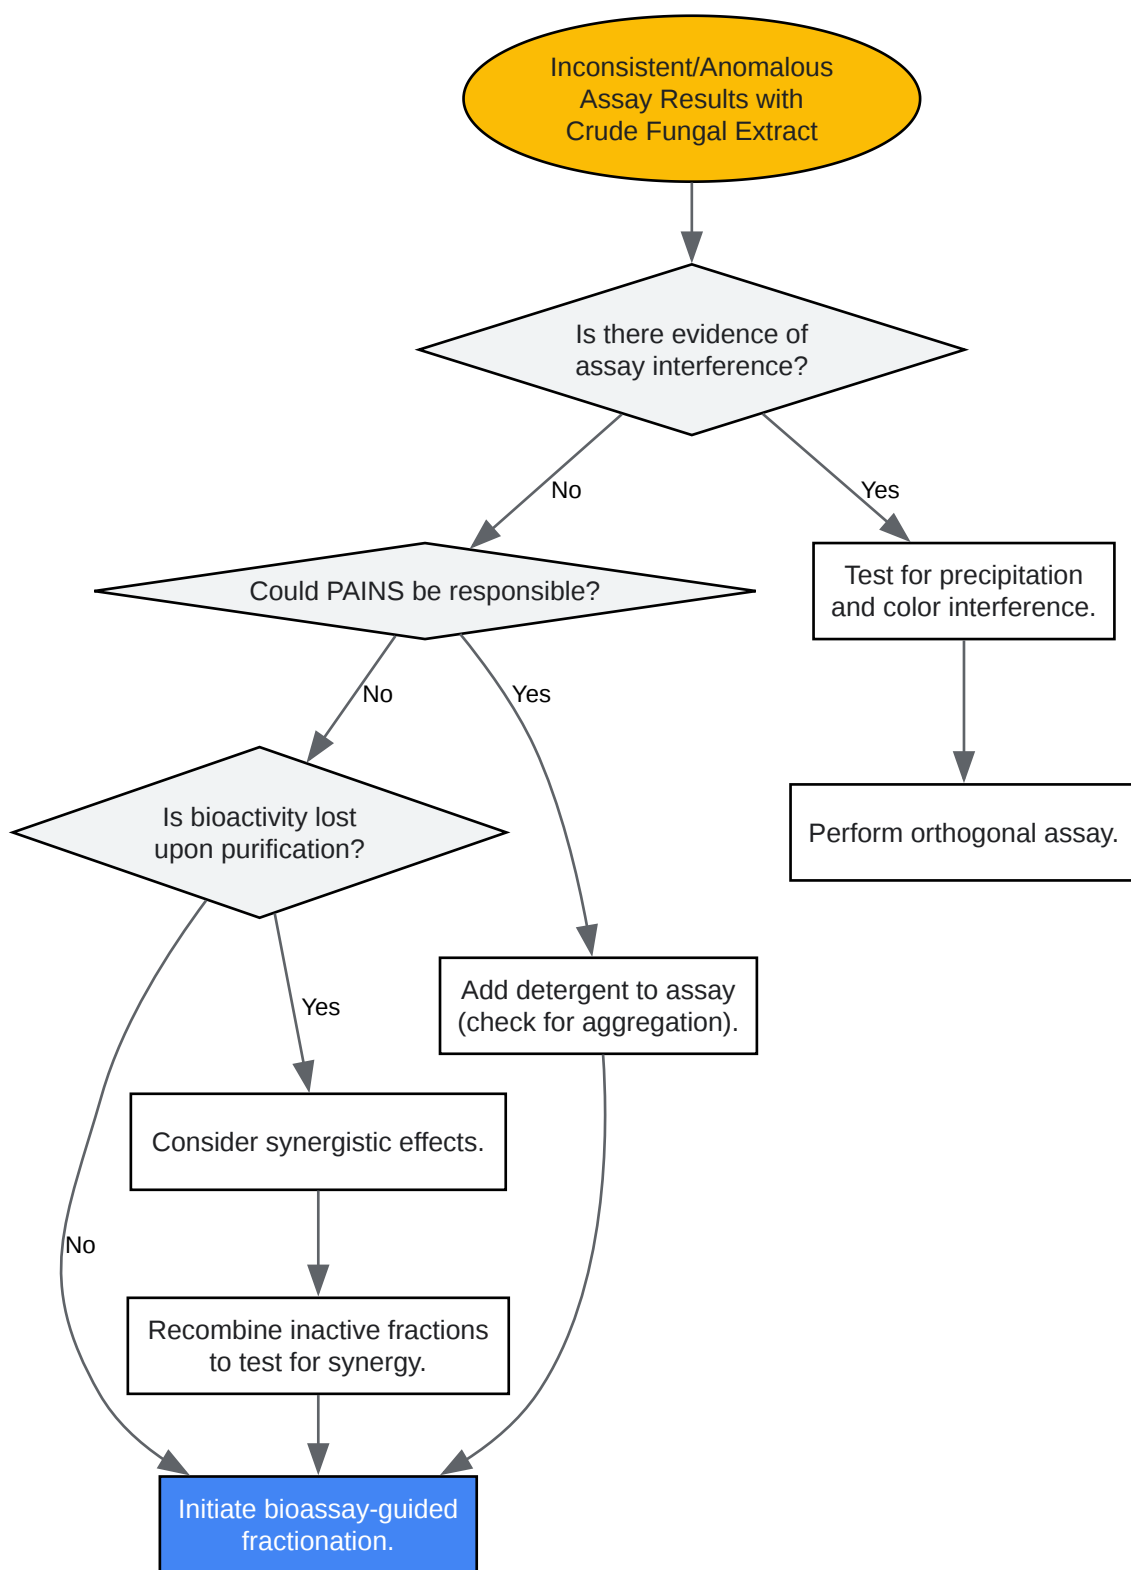 Inconsistent/Anomalous
Assay Results with
Crude Fungal Extract
Is there evidence of
assay interference?
No
Yes
Could PAINS be responsible?
Test for precipitation
and color interference.
No
Yes
Is bioactivity lost
upon purification?
Perform orthogonal assay.
Add detergent to assay
(check for aggregation).
Yes
Consider synergistic effects.
No
Recombine inactive fractions
to test for synergy.
Initiate bioassay-guided
fractionation.